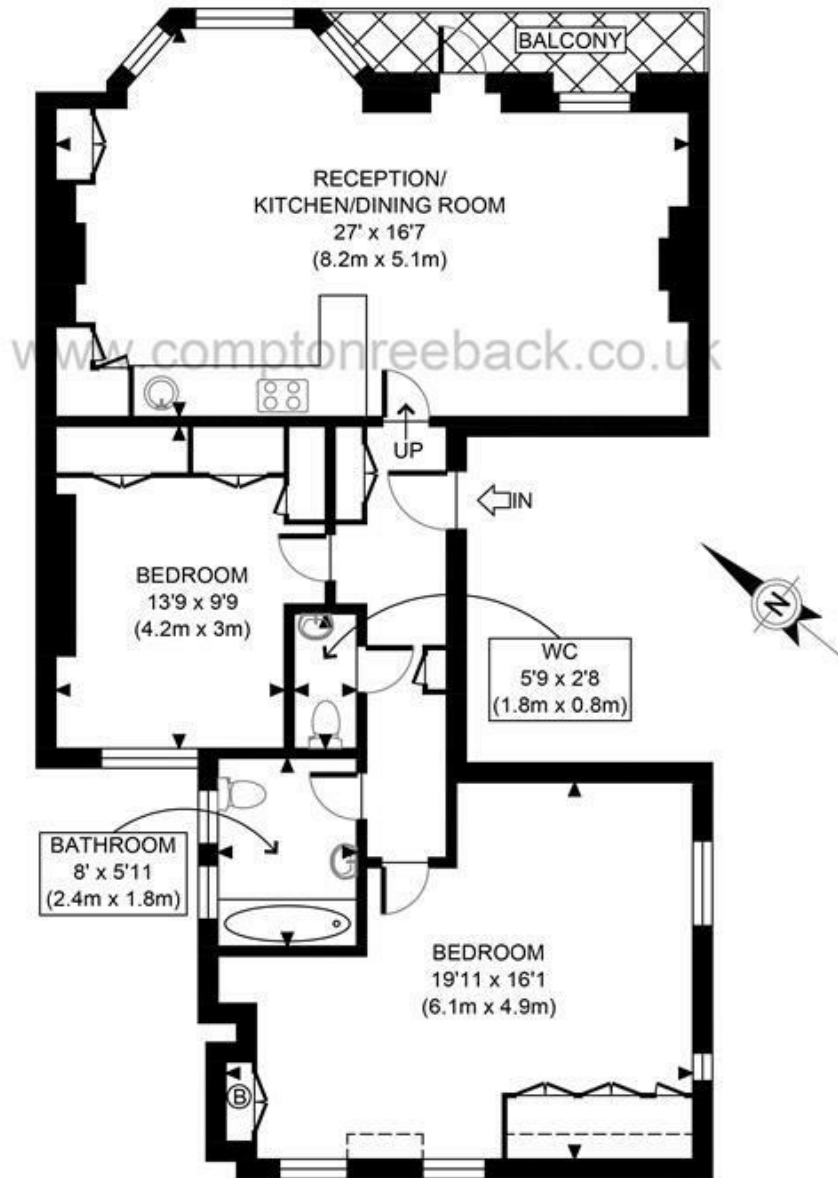 BALCONY
RECEPTION/
KITCHEN/DINING ROOM
27' x 16'7
(8.2m x 5.1m)
www.comptonreeback.co.uk
UP
IN
BEDROOM
13'9 x 9'9
(4.2m x 3m)
N
WC
5'9 x 2'8
(1.8m x 0.8m)
BATHROOM
8' x 5'11
(2.4m x 1.8m)
BEDROOM
19'11 x 16'1
(6.1m x 4.9m)
B